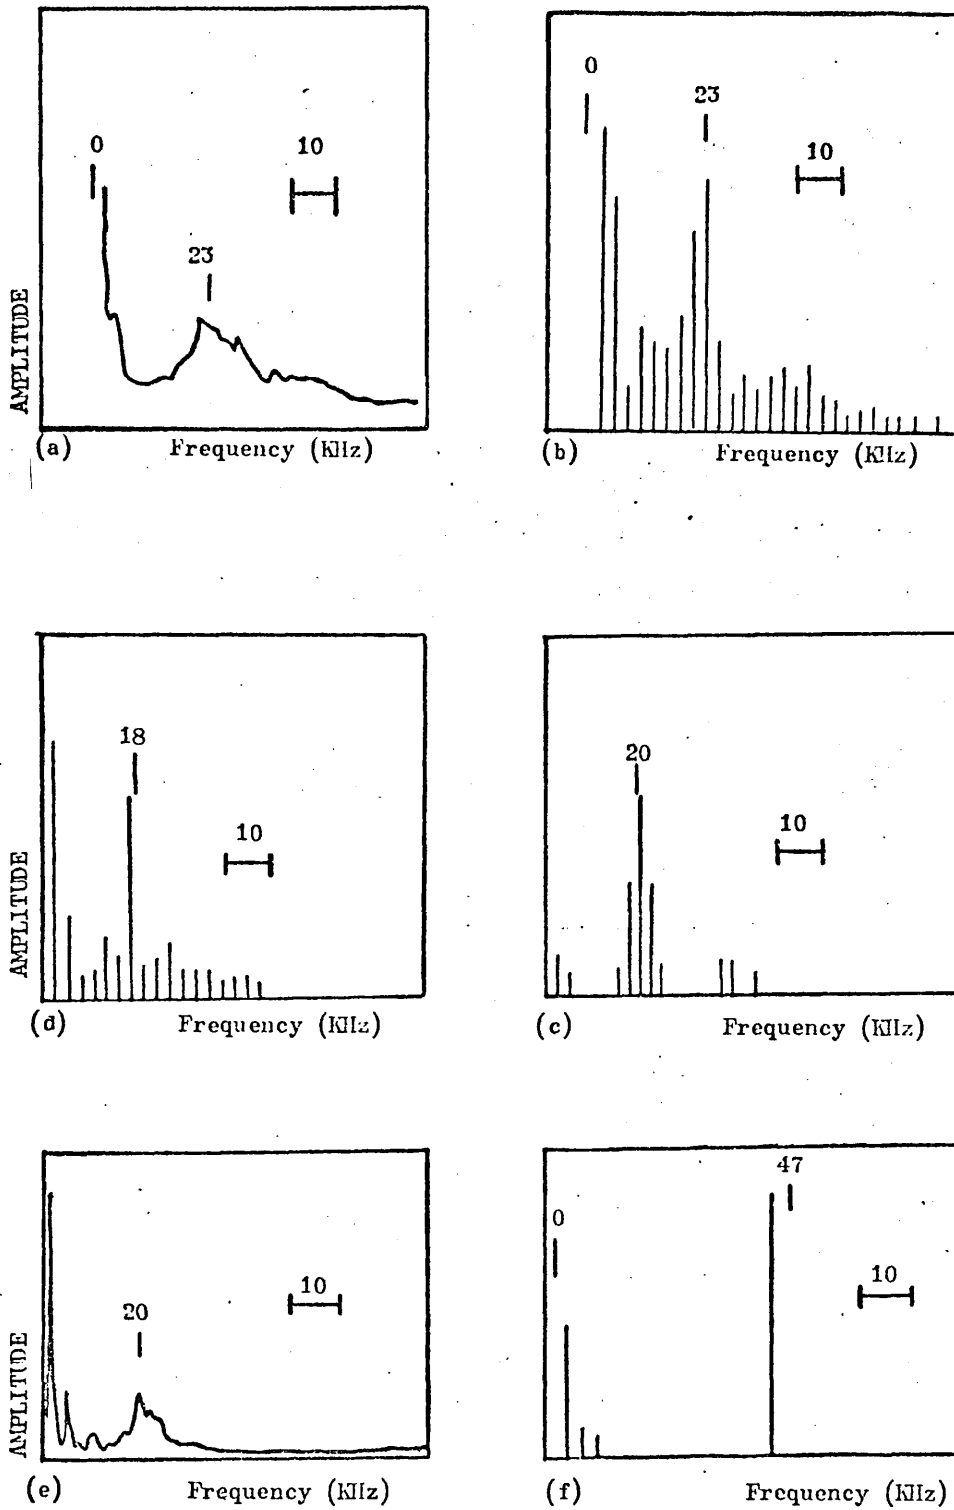 0
23
10
AMPLITUDE
(a) Frequency (KHz)
0
23
10
(b) Frequency (KHz)
18
10
AMPLITUDE
(d) Frequency (KHz)
20
10
(c) Frequency (KHz)
20
10
AMPLITUDE
(e) Frequency (KHz)
47
0
10
(f) Frequency (KHz)